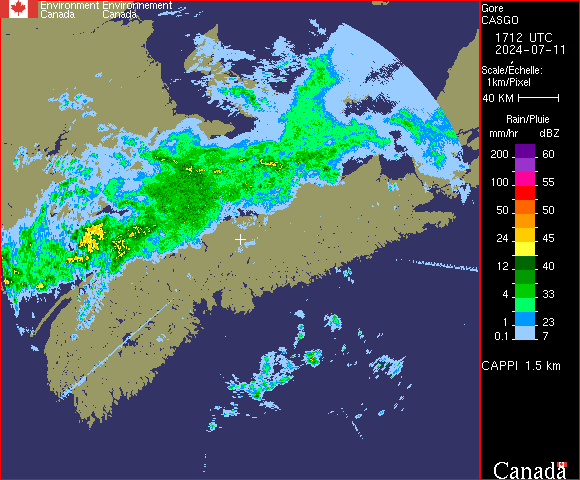 Environment Environnement
Canada Canada
Gore
CASGO
1712 UTC
2024-07-11
Scale/Échelle:
1km/Pixel
40 KM
Rain/Pluie
mm/hr dBZ
200 60
100 55
50 50
24 45
12 40
4 33
1 23
0.1 7
CAPPI 1.5 km
Canada